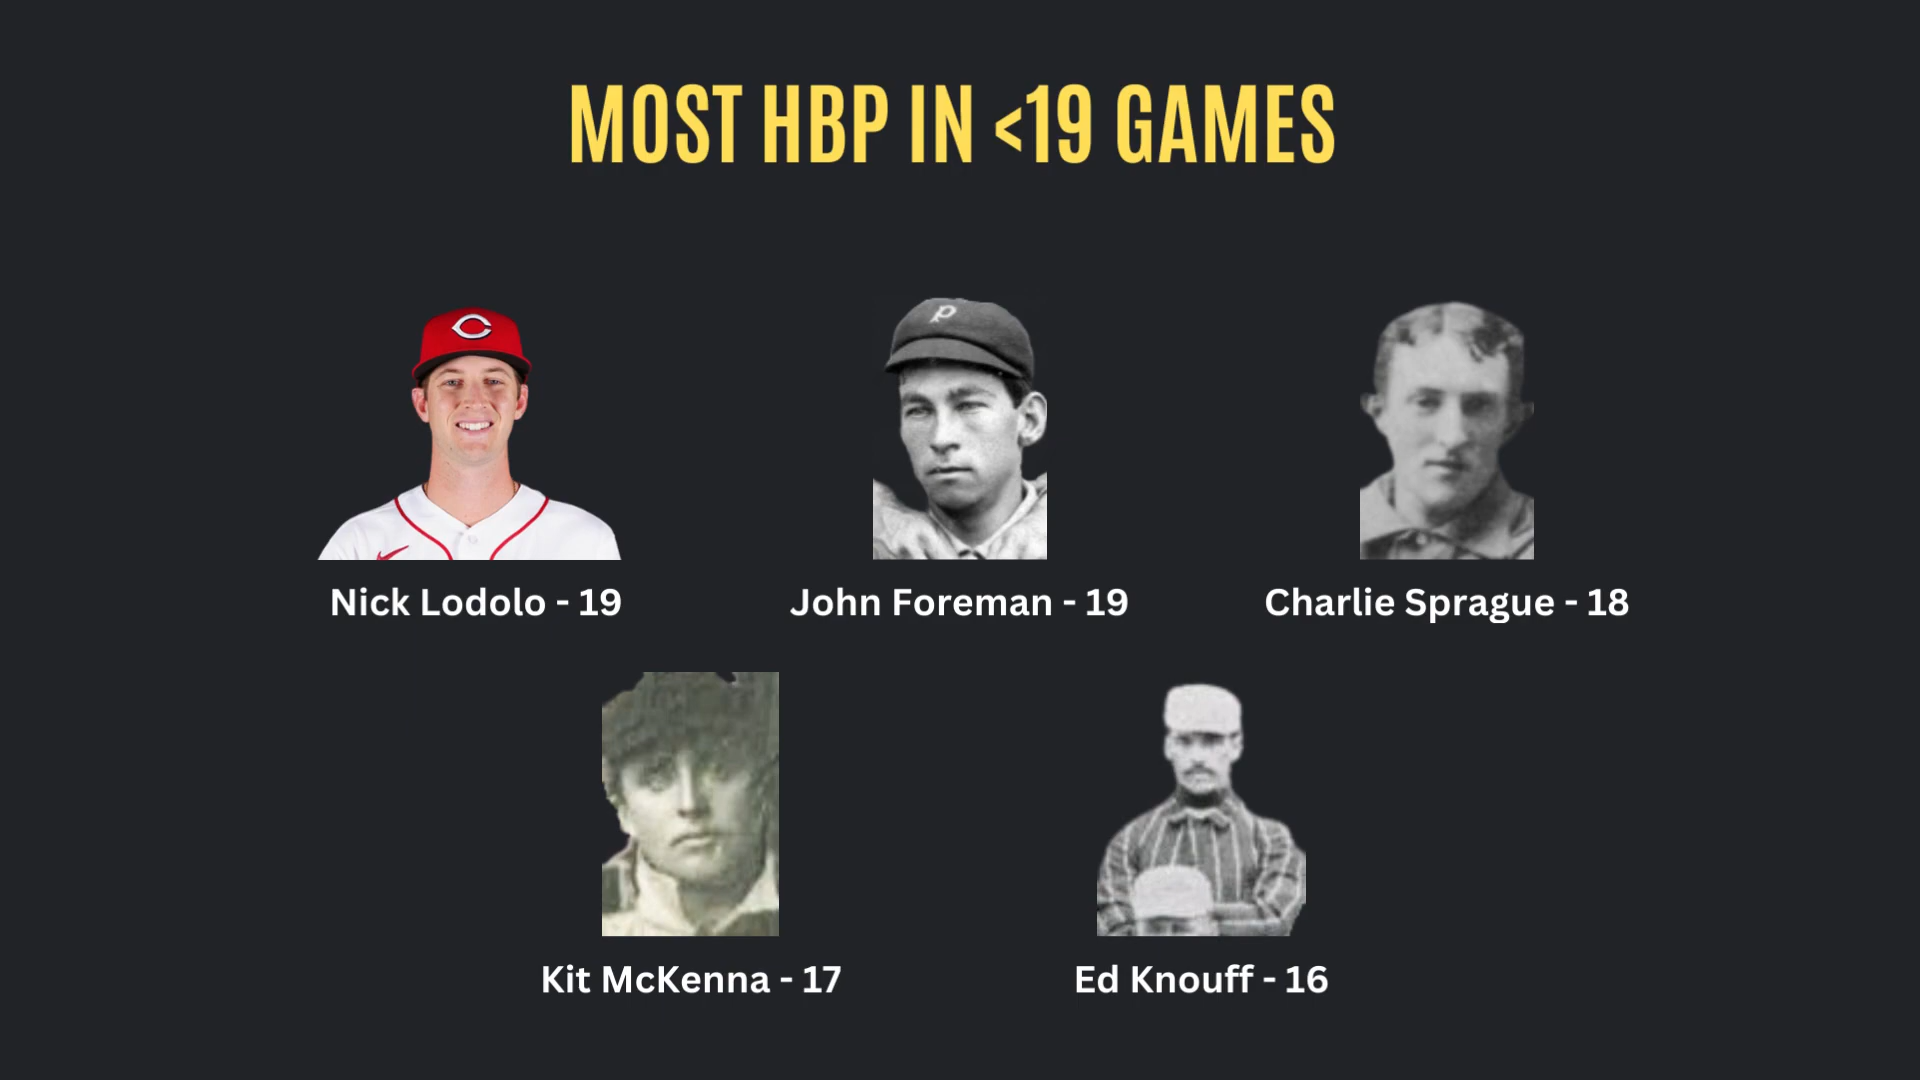 MOST HBP IN <19 GAMES
C
P
Nick Lodolo - 19
John Foreman - 19
Charlie Sprague - 18
Kit McKenna - 17
Ed Knouff - 16